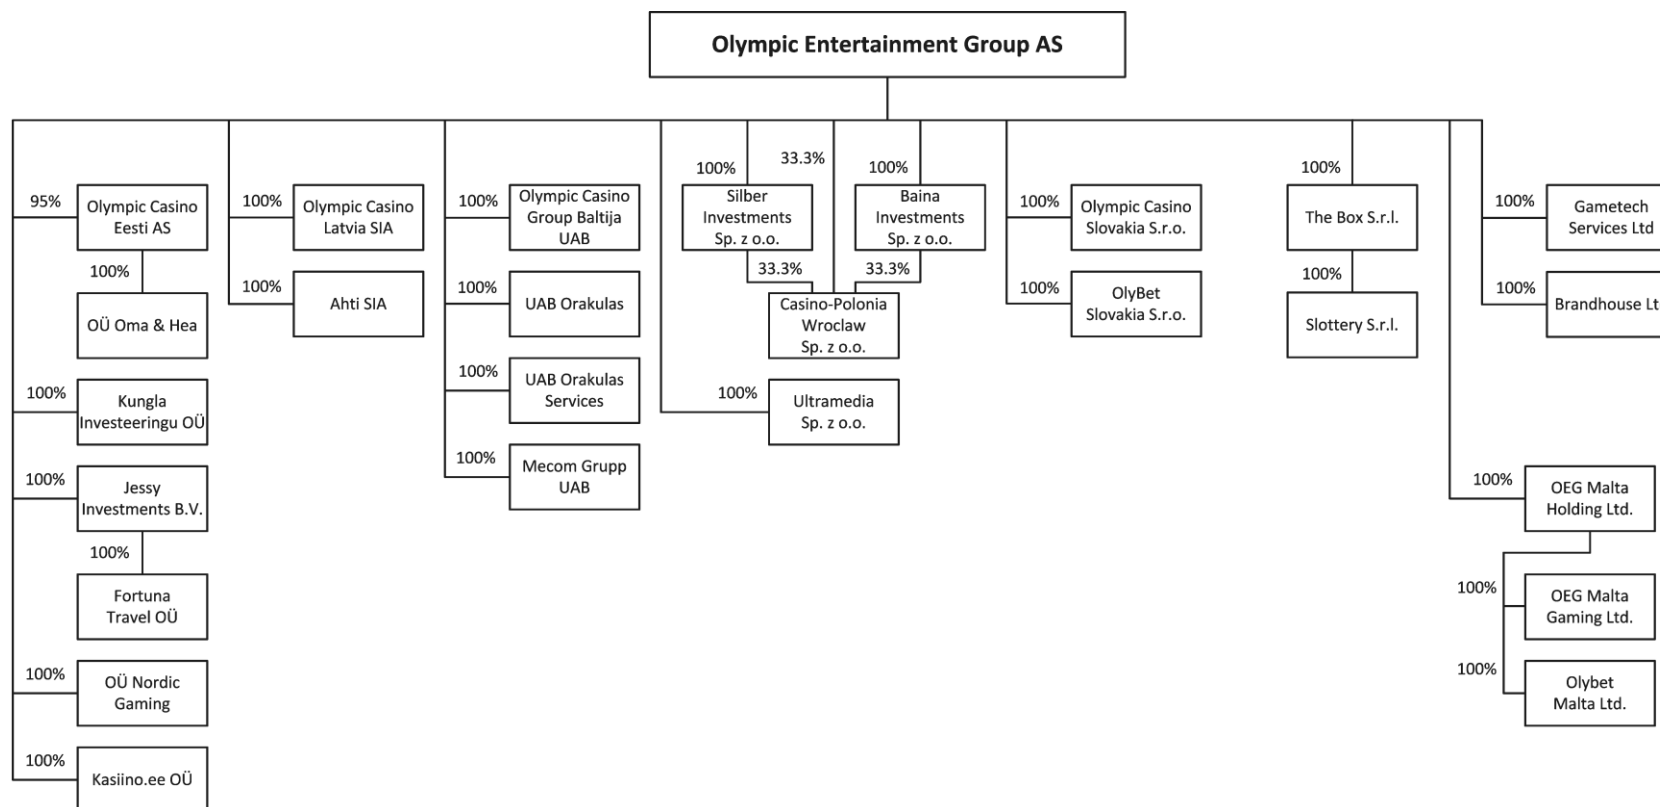 Olympic Entertainment Group AS
95%
Olympic Casino
Eesti AS
100%
OÜ Oma & Hea
100%
Kungla
Investeeringu OÜ
100%
Jessy
Investments B.V.
100%
Fortuna
Travel OÜ
100%
OÜ Nordic
Gaming
100%
Kasiino.ee OÜ
100%
Olympic Casino
Latvia SIA
100%
Ahti SIA
100%
Olympic Casino
Group Baltija
UAB
100%
UAB Orakulas
100%
UAB Orakulas
Services
100%
Mecom Grupp
UAB
100%
Silber
Investments
Sp. z o.o.
33.3%
100%
Baina
Investments
Sp. z o.o.
33.3%
33.3%
Casino-Polonia
Wroclaw
Sp. z o.o.
100%
Ultramedia
Sp. z o.o.
100%
Olympic Casino
Slovakia S.r.o.
100%
OlyBet
Slovakia S.r.o.
100%
The Box S.r.l.
100%
Slottery S.r.l.
100%
Gametech
Services Ltd
100%
Brandhouse Lt
100%
OEG Malta
Holding Ltd.
100%
OEG Malta
Gaming Ltd.
100%
Olybet
Malta Ltd.